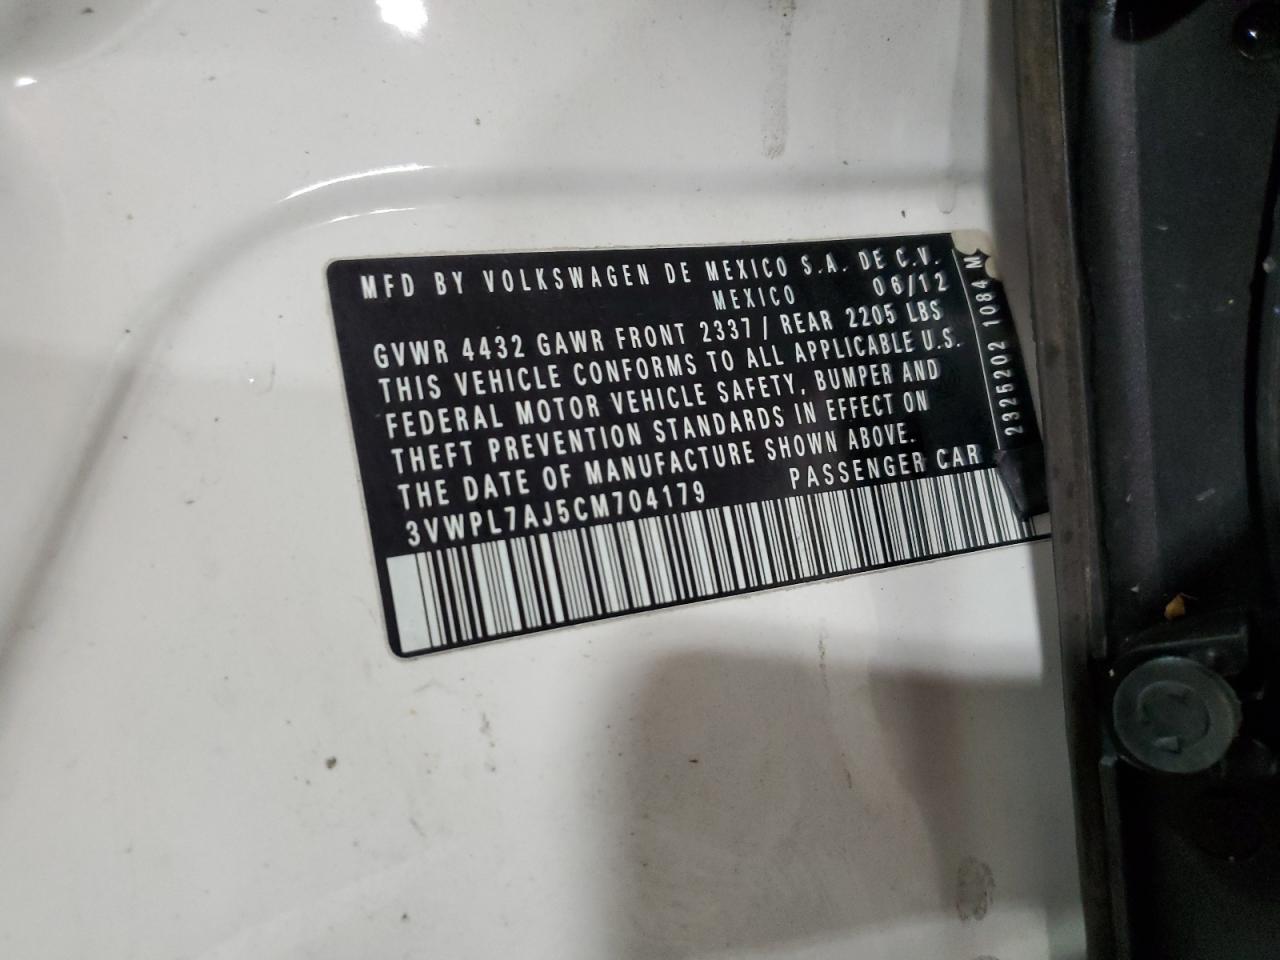 MFD BY VOLKSWAGEN DE MEXICO S.A. DE C.V.
MEXICO 06/12
GVWR 4432 GAWR FRONT 2337 / REAR 2205 LBS
THIS VEHICLE CONFORMS TO ALL APPLICABLE U.S.
FEDERAL MOTOR VEHICLE SAFETY, BUMPER AND
THEFT PREVENTION STANDARDS IN EFFECT ON
THE DATE OF MANUFACTURE SHOWN ABOVE.
3VWPL7AJ5CM704179 PASSENGER CAR
2325202 1084 M